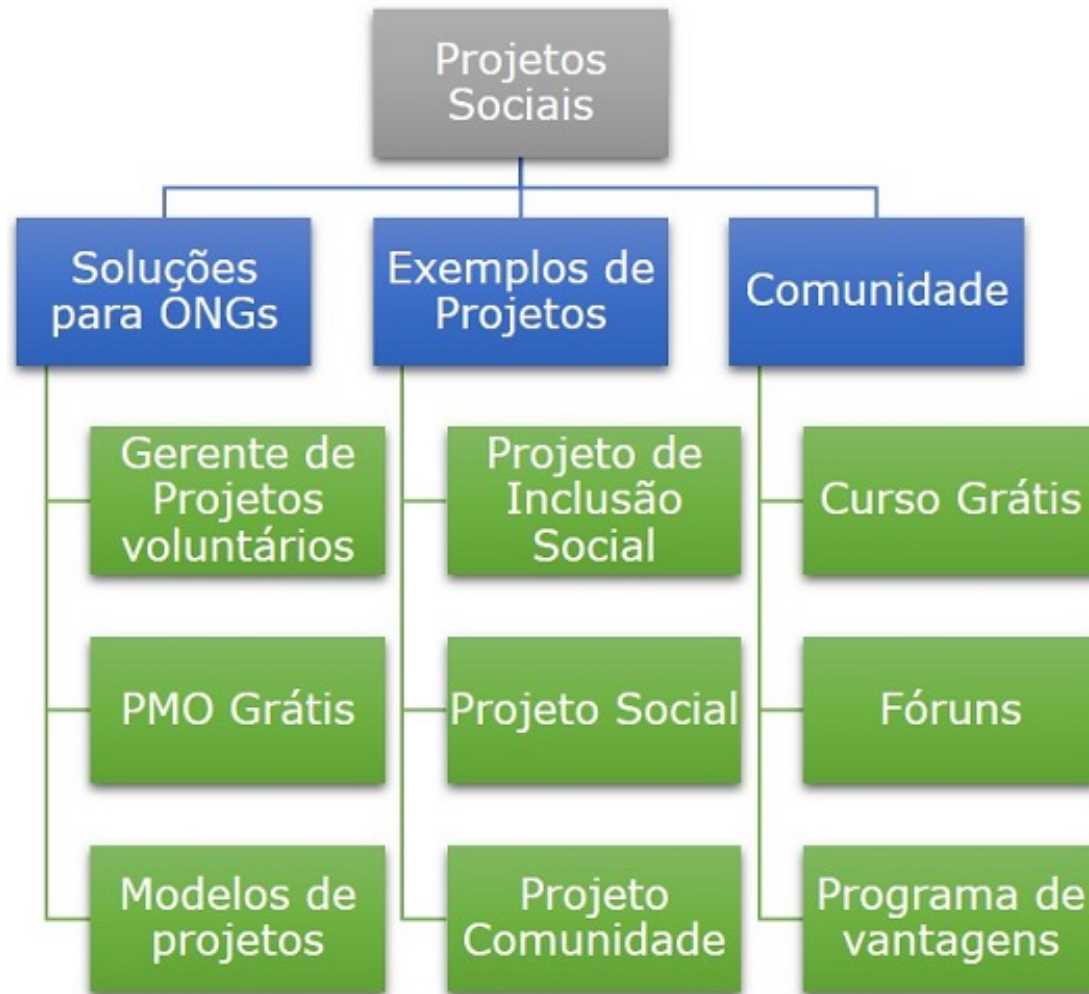 Projetos
Sociais
Soluções
para ONGs
Exemplos de
Projetos
Comunidade
Gerente de
Projetos
voluntários
Projeto de
Inclusão
Social
Curso Grátis
PMO Grátis
Projeto Social
Fóruns
Modelos de
projetos
Projeto
Comunidade
Programa de
vantagens